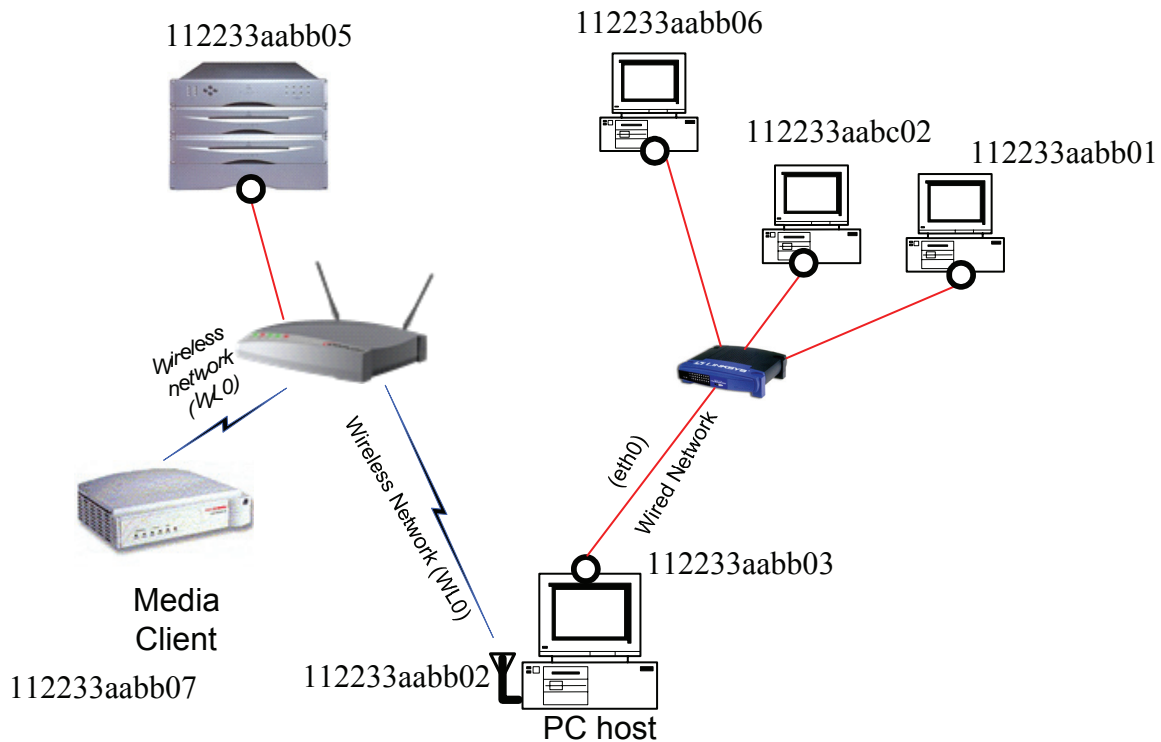 112233aabb05
112233aabb06
112233aabc02
112233aabb01
Wireless
network
(WL0)
Wireless Network (WL0)
(eth0)
Wired Network
LINKSYS
112233aabb03
Media
Client
112233aabb07
112233aabb02
PC host